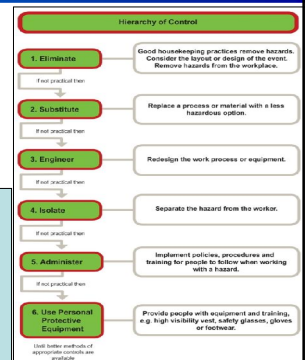 Hierarchy of Control
1. Eliminate
Good housekeeping practices remove hazards.
Consider the layout or design of the event.
Remove hazards from the workplace.
If not practical then
2. Substitute
Replace a process or material with a less
hazardous option.
If not practical then
3. Engineer
Redesign the work process or equipment.
If not practical then
4. Isolate
Separate the hazard from the worker.
If not practical then
5. Administer
Implement policies, procedures and
training for people to follow when working
with a hazard.
If not practical then
6. Use Personal
Protective
Equipment
Provide people with equipment and training,
e.g. high visibility vest, safety glasses, gloves
or footwear.
Until better methods of
appropriate controls are
available